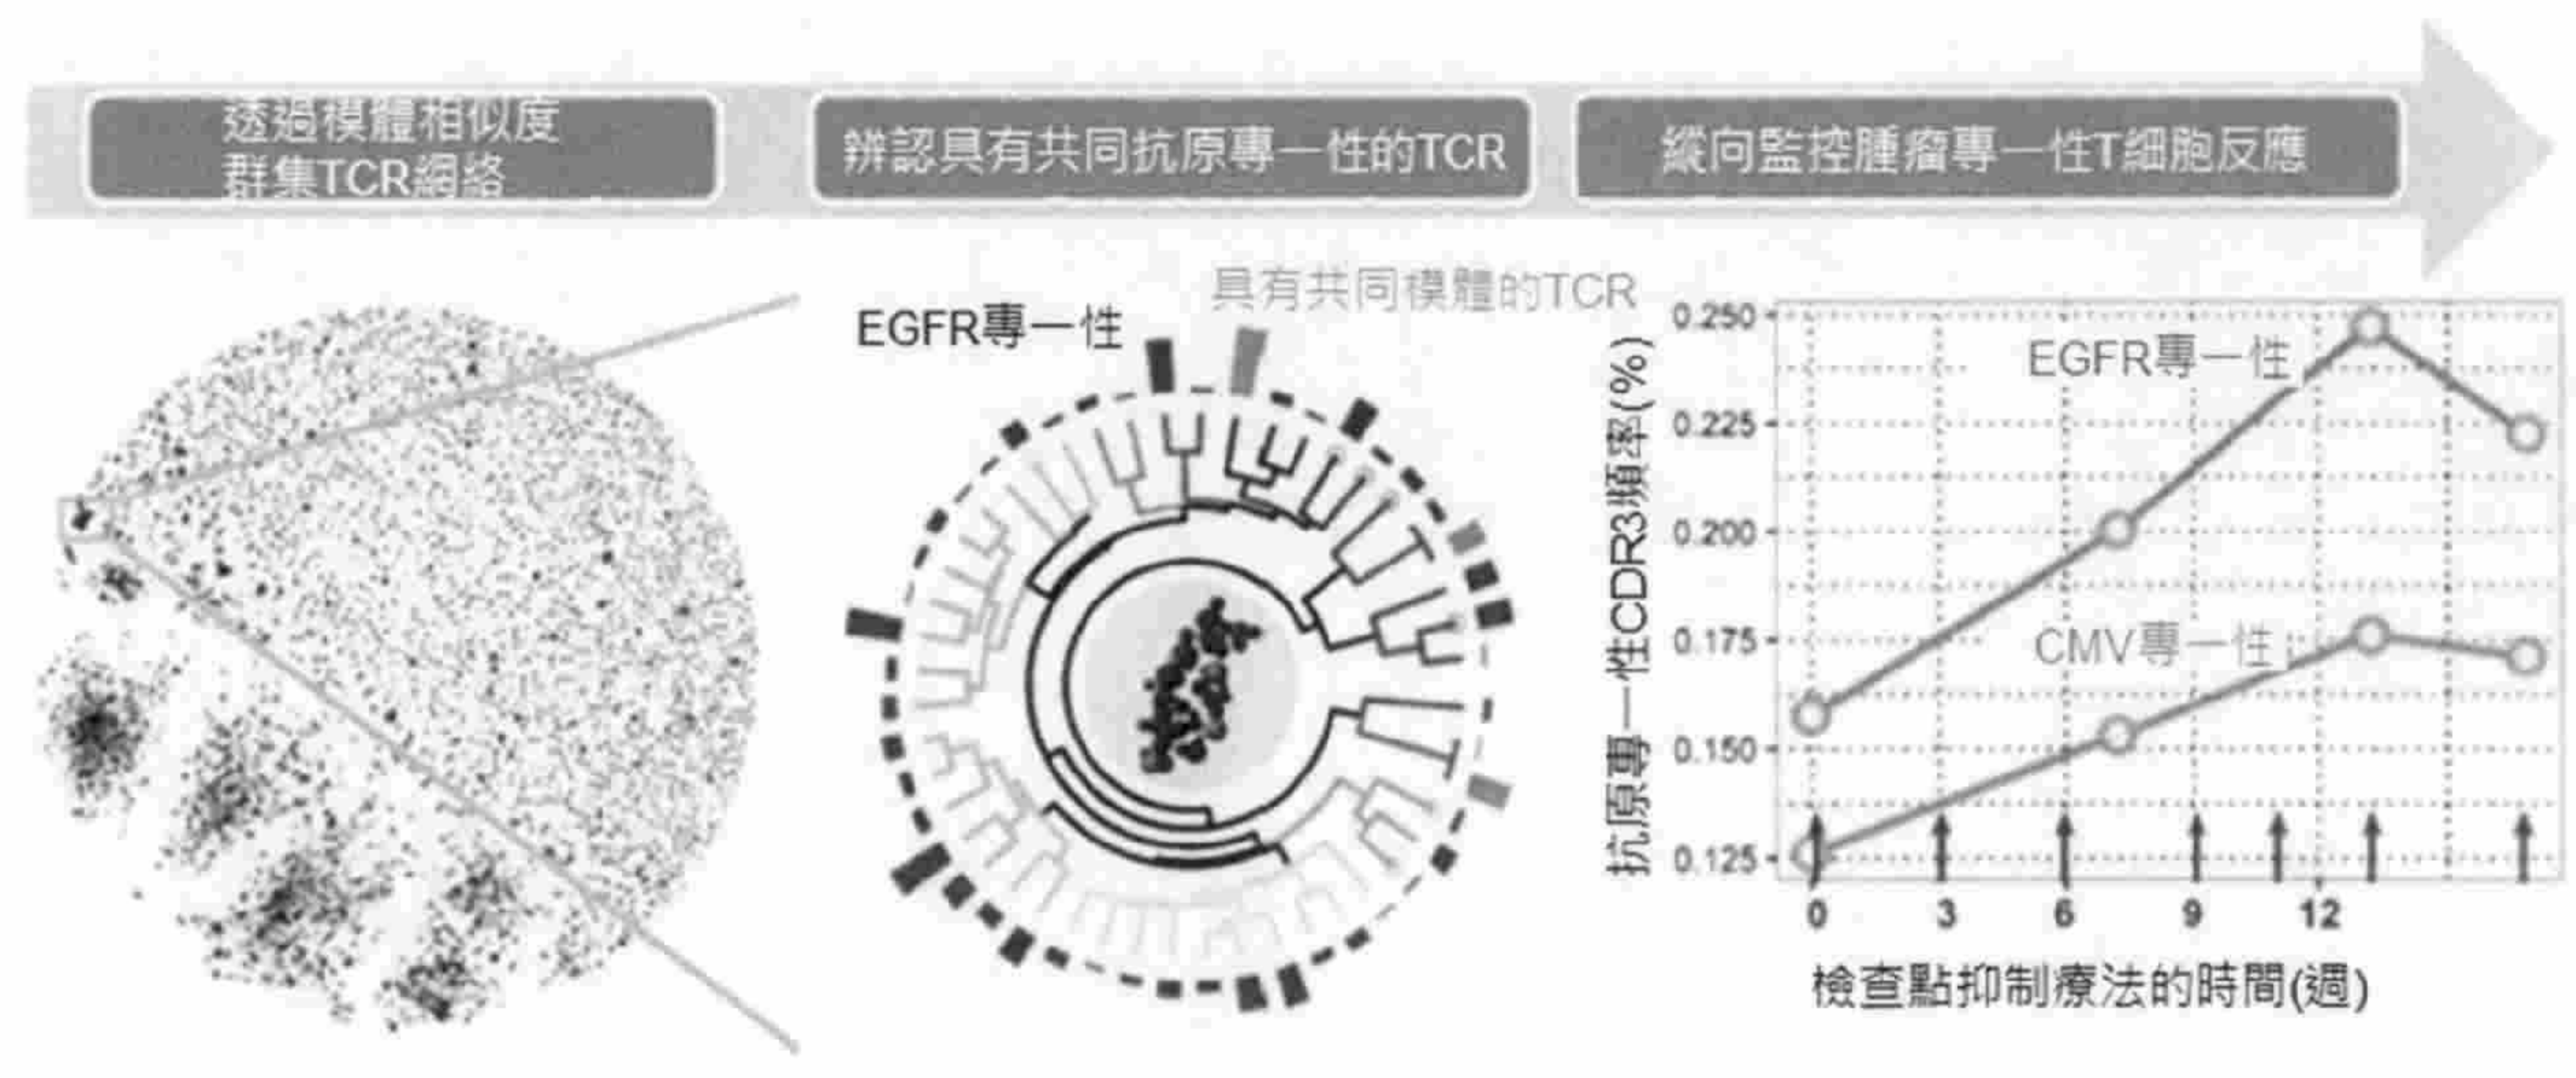 透過模體相似度
群集TCR網絡
辨認具有共同抗原專一性的TCR
縱向監控腫瘤專一性T細胞反應
具有共同模體的TCR
EGFR專一性
抗原專一性CDR3頻率(%)
0.250
0.225
0.200
0.175
0.150
0.125
EGFR專一性
CMV專一性
0 3 6 9 12
檢查點抑制療法的時間(週)